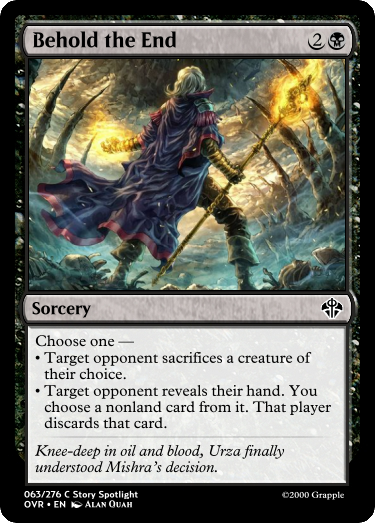 Behold the End 2
Sorcery
Choose one —
• Target opponent sacrifices a creature of
their choice.
• Target opponent reveals their hand. You
choose a nonland card from it. That player
discards that card.
Knee-deep in oil and blood, Urza finally
understood Mishra's decision.
063/276 C Story Spotlight
OVR • EN Alan Quah
©2000 Grapple